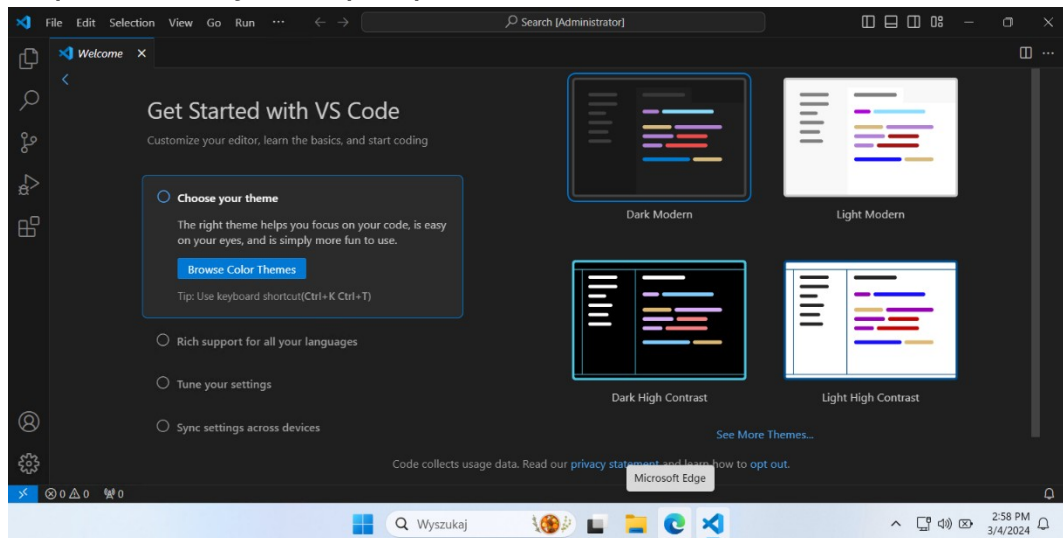 File Edit Selection View Go Run ··· Search [Administrator]
Welcome
Get Started with VS Code
Customize your editor, learn the basics, and start coding
Choose your theme
The right theme helps you focus on your code, is easy
on your eyes, and is simply more fun to use.
Browse Color Themes
Tip: Use keyboard shortcut(Ctrl+K Ctrl+T)
Rich support for all your languages
Tune your settings
Sync settings across devices
Dark Modern
Light Modern
Dark High Contrast
Light High Contrast
See More Themes...
Code collects usage data. Read our privacy statement and learn how to opt out.
Microsoft Edge
0 0 0
Wyszukaj
2:58 PM
3/4/2024